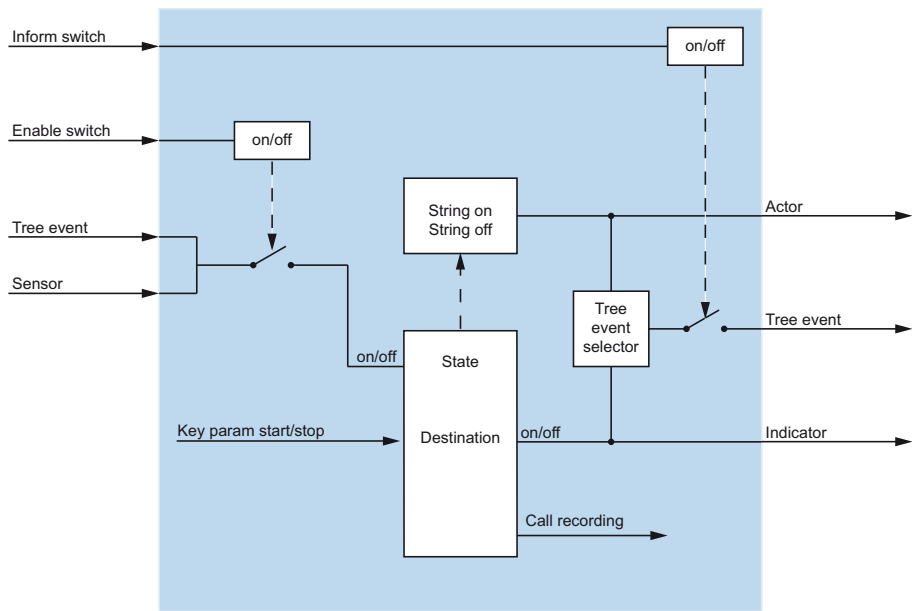 Inform switch
on/off
Enable switch
on/off
String on
String off
Actor
Tree event
Sensor
Tree
event
selector
Tree event
on/off
State
Key param start/stop
Destination
on/off
Indicator
Call recording